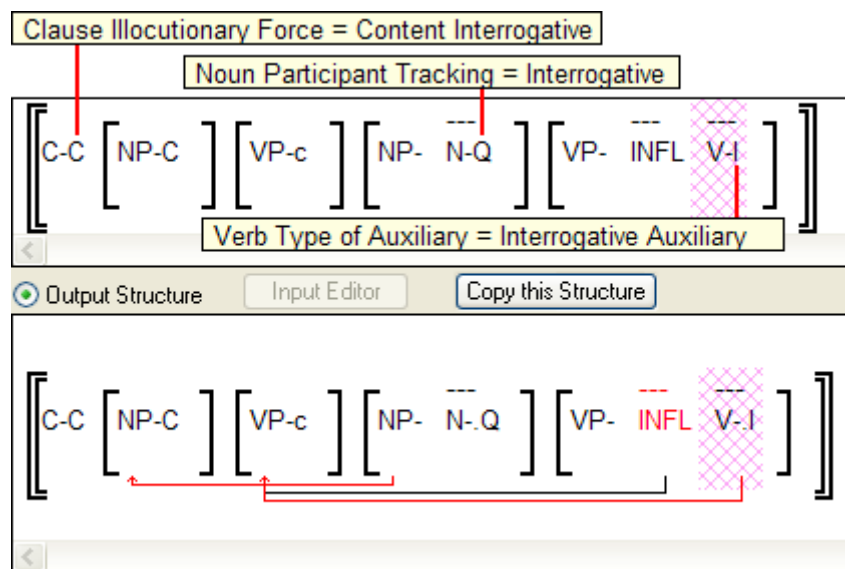 Clause Illocutionary Force = Content Interrogative
Noun Participant Tracking = Interrogative
C-C [ NP-C ] [ VP-c ] [ NP- N-Q ] [ VP- INFL V-I ]
Verb Type of Auxiliary = Interrogative Auxiliary
Output Structure Input Editor Copy this Structure
C-C [ NP-C ] [ VP-c ] [ NP- N-.Q ] [ VP- INFL V-.I ]